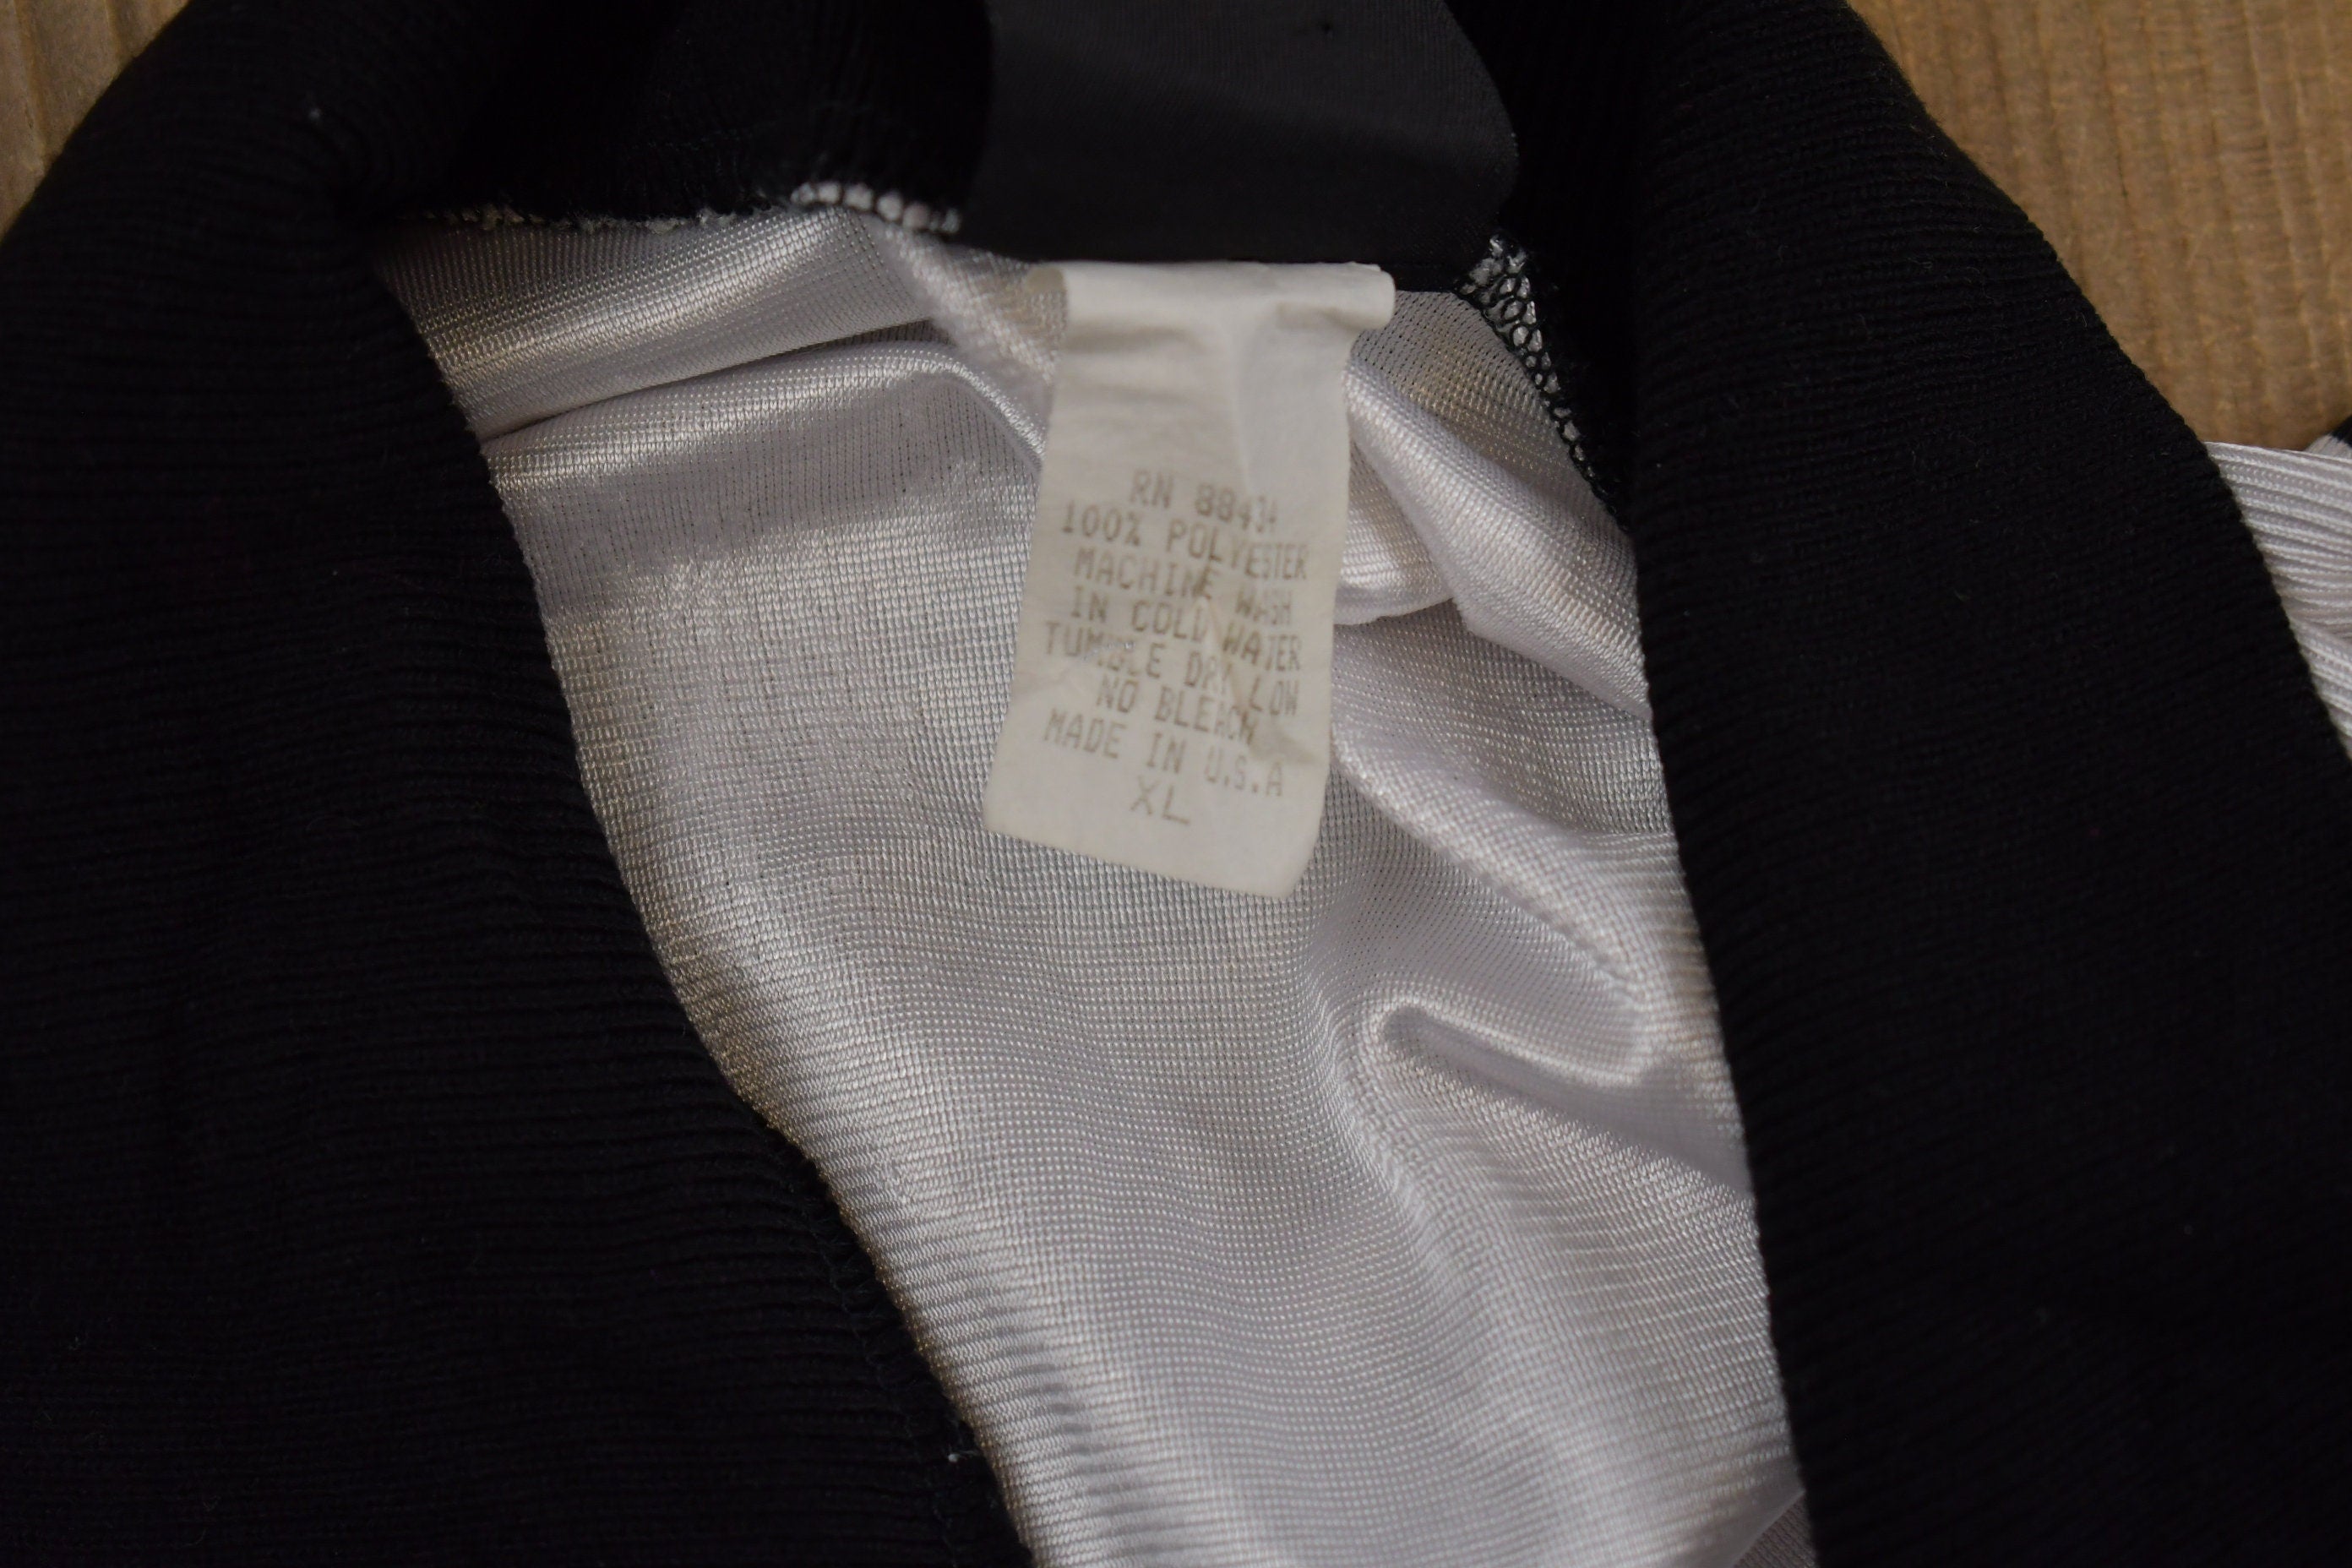 RN 88434
100% POLYESTER
MACHINE WASH
IN COLD WATER
TUMBLE DRY LOW
NO BLEACH
MADE IN U.S.A
XL